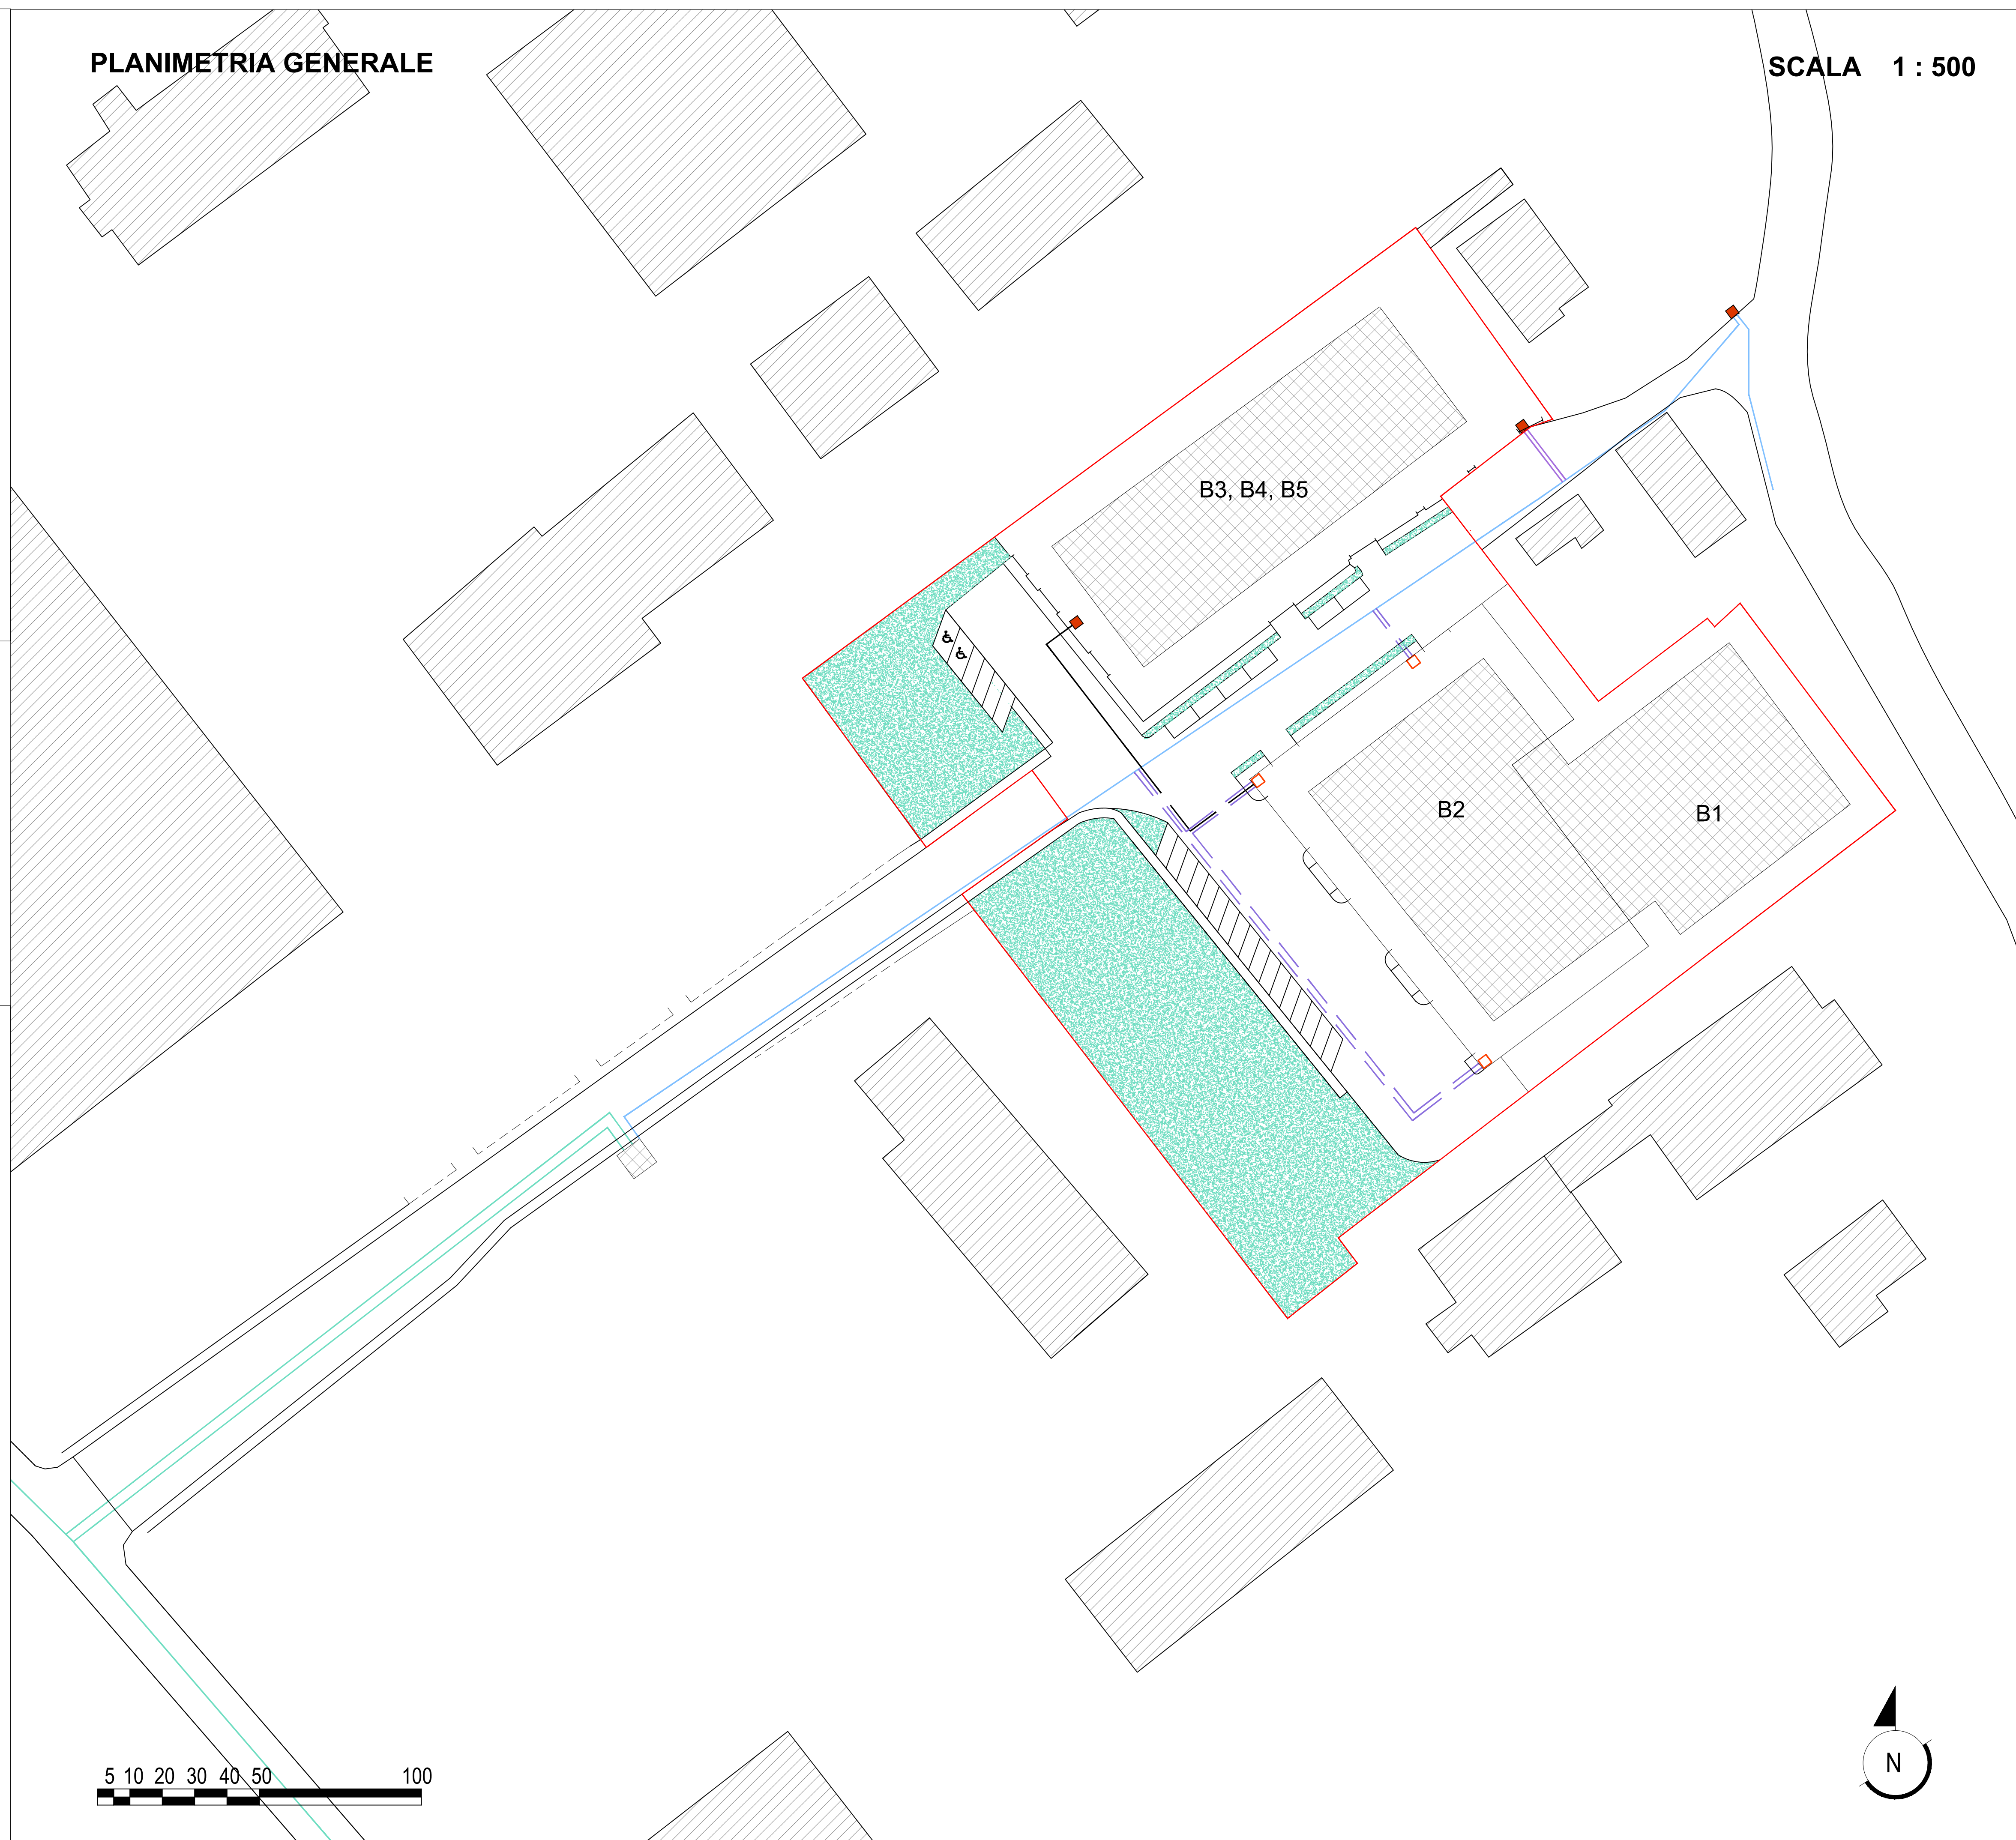 PLANIMETRIA GENERALE
SCALA 1 : 500
B3, B4, B5
B2
B1
5 10 20 30 40 50 100
N